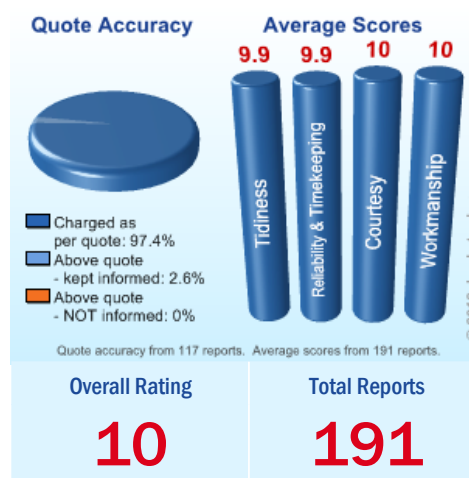 Quote Accuracy
Average Scores
9.9
9.9
10
10
Tidiness
Reliability & Timekeeping
Courtesy
Workmanship
Charged as
per quote: 97.4%
Above quote
- kept informed: 2.6%
Above quote
- NOT informed: 0%
Quote accuracy from 117 reports. Average scores from 191 reports.
Overall Rating
Total Reports
10
191